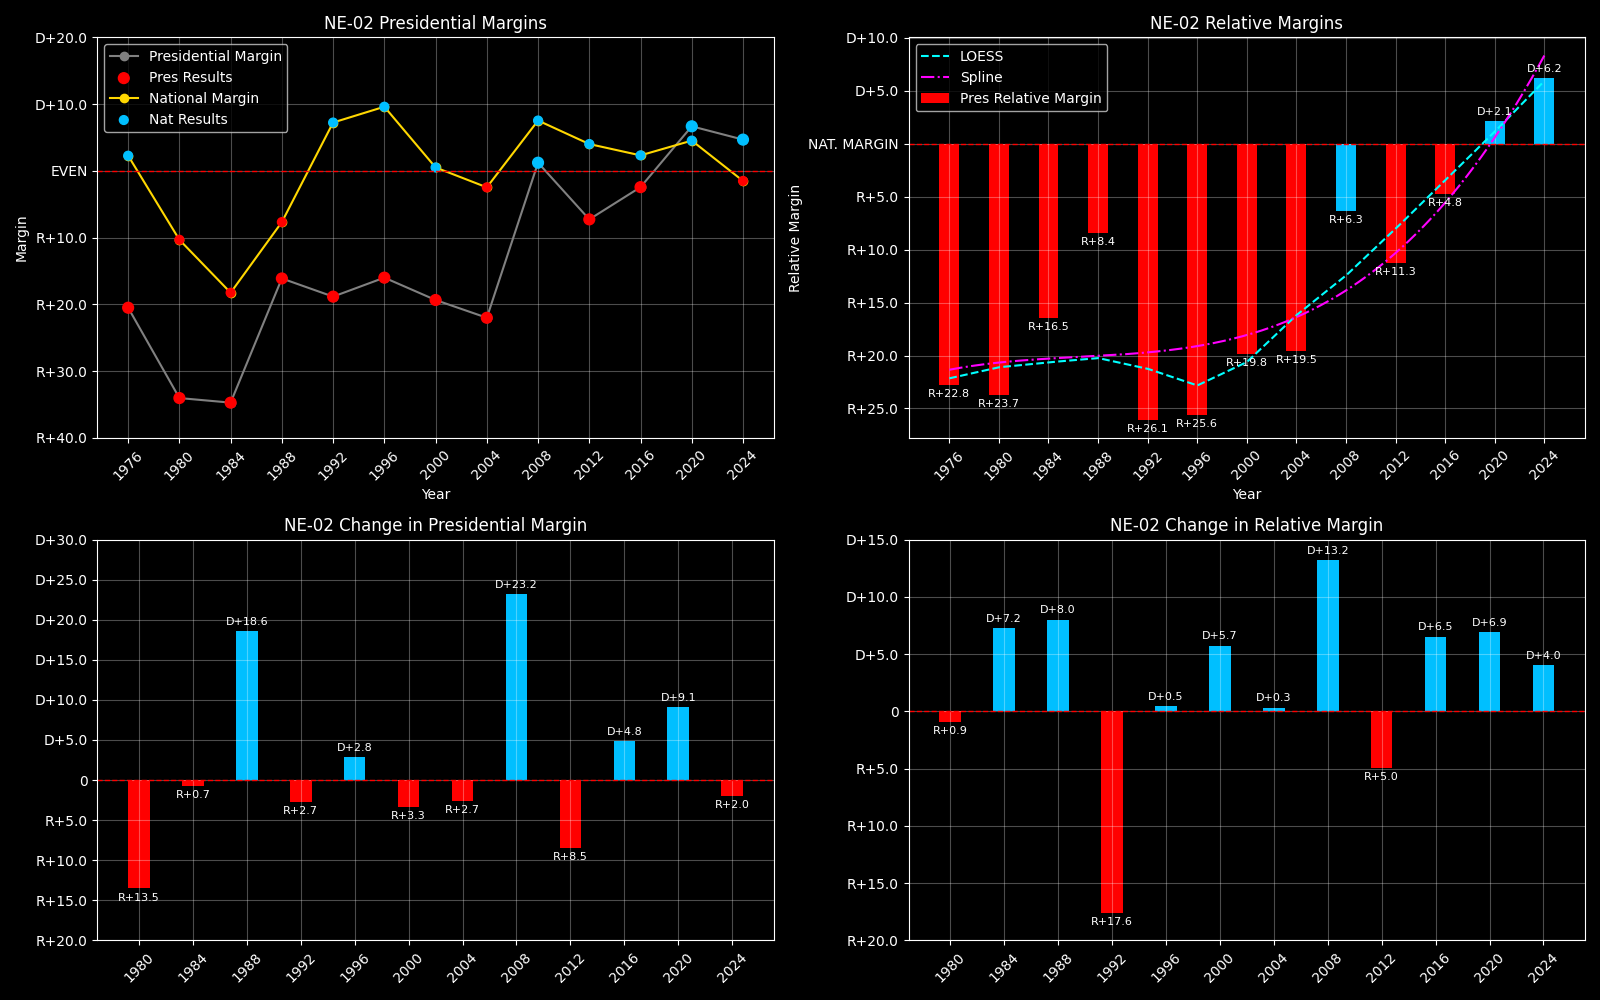 NE-02 Presidential Margins
D+20.0
D+10.0
EVEN
R+10.0
R+20.0
R+30.0
R+40.0
Margin
Presidential Margin
Pres Results
National Margin
Nat Results
1976 1980 1984 1988 1992 1996 2000 2004 2008 2012 2016 2020 2024
Year
NE-02 Relative Margins
D+10.0
D+5.0
NAT. MARGIN
R+5.0
R+10.0
R+15.0
R+20.0
R+25.0
Relative Margin
LOESS
Spline
Pres Relative Margin
R+22.8 R+23.7 R+16.5 R+8.4 R+26.1 R+25.6 R+19.8 R+19.5 R+6.3 R+11.3 R+4.8 D+2.1 D+6.2
1976 1980 1984 1988 1992 1996 2000 2004 2008 2012 2016 2020 2024
Year
NE-02 Change in Presidential Margin
D+30.0
D+25.0
D+20.0
D+15.0
D+10.0
D+5.0
0
R+5.0
R+10.0
R+15.0
R+20.0
R+13.5 R+0.7 D+18.6 R+2.7 D+2.8 R+3.3 R+2.7 D+23.2 R+8.5 D+4.8 D+9.1 R+2.0
1980 1984 1988 1992 1996 2000 2004 2008 2012 2016 2020 2024
NE-02 Change in Relative Margin
D+15.0
D+10.0
D+5.0
0
R+5.0
R+10.0
R+15.0
R+20.0
R+0.9 D+7.2 D+8.0 R+17.6 D+0.5 D+5.7 D+0.3 D+13.2 R+5.0 D+6.5 D+6.9 D+4.0
1980 1984 1988 1992 1996 2000 2004 2008 2012 2016 2020 2024